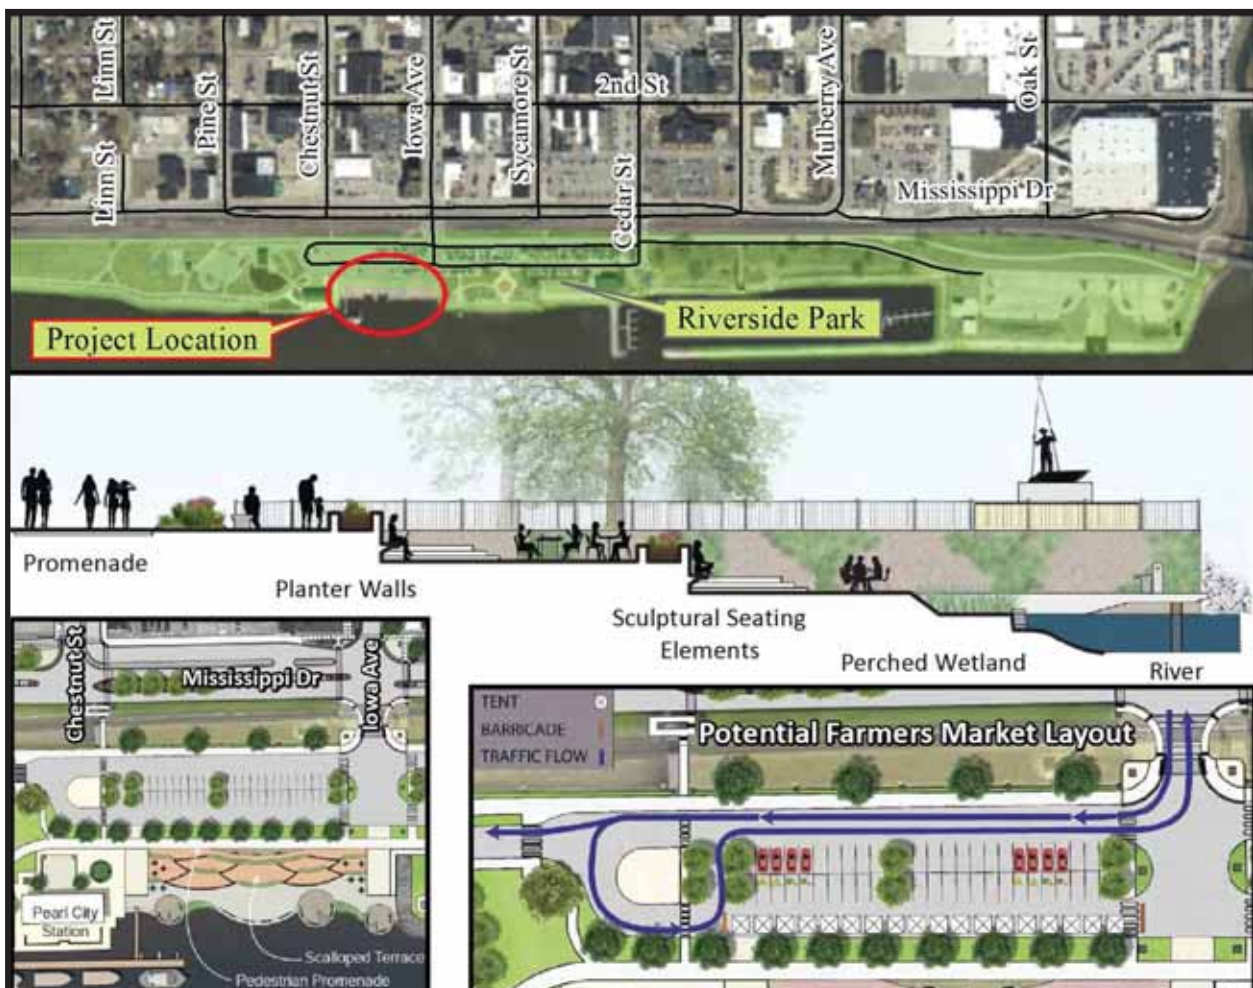 Linn St
Linn St
Pine St
Chestnut St
Iowa Ave
Sycamore St
2nd St
Cedar St
Mulberry Ave
Oak St
Mississippi Dr
Project Location
Riverside Park
Promenade
Planter Walls
Sculptural Seating
Elements
Perched Wetland
River
Chestnut St
Mississippi Dr
Iowa Ave
Pearl City
Station
Scalloped Terrace
Pedestrian Promenade
TENT
BARRICADE
TRAFFIC FLOW
Potential Farmers Market Layout